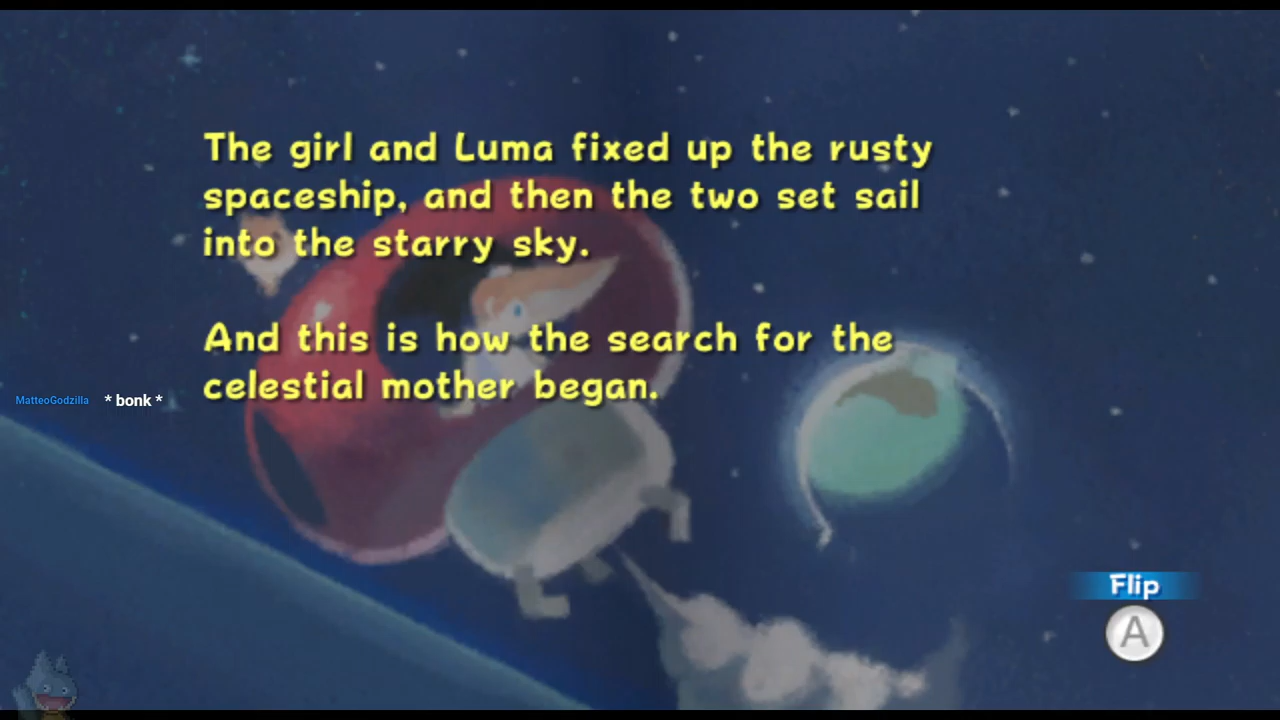 The girl and Luma fixed up the rusty
spaceship, and then the two set sail
into the starry sky.
And this is how the search for the
celestial mother began.
MatteoGodzilla * bonk *
Flip
A